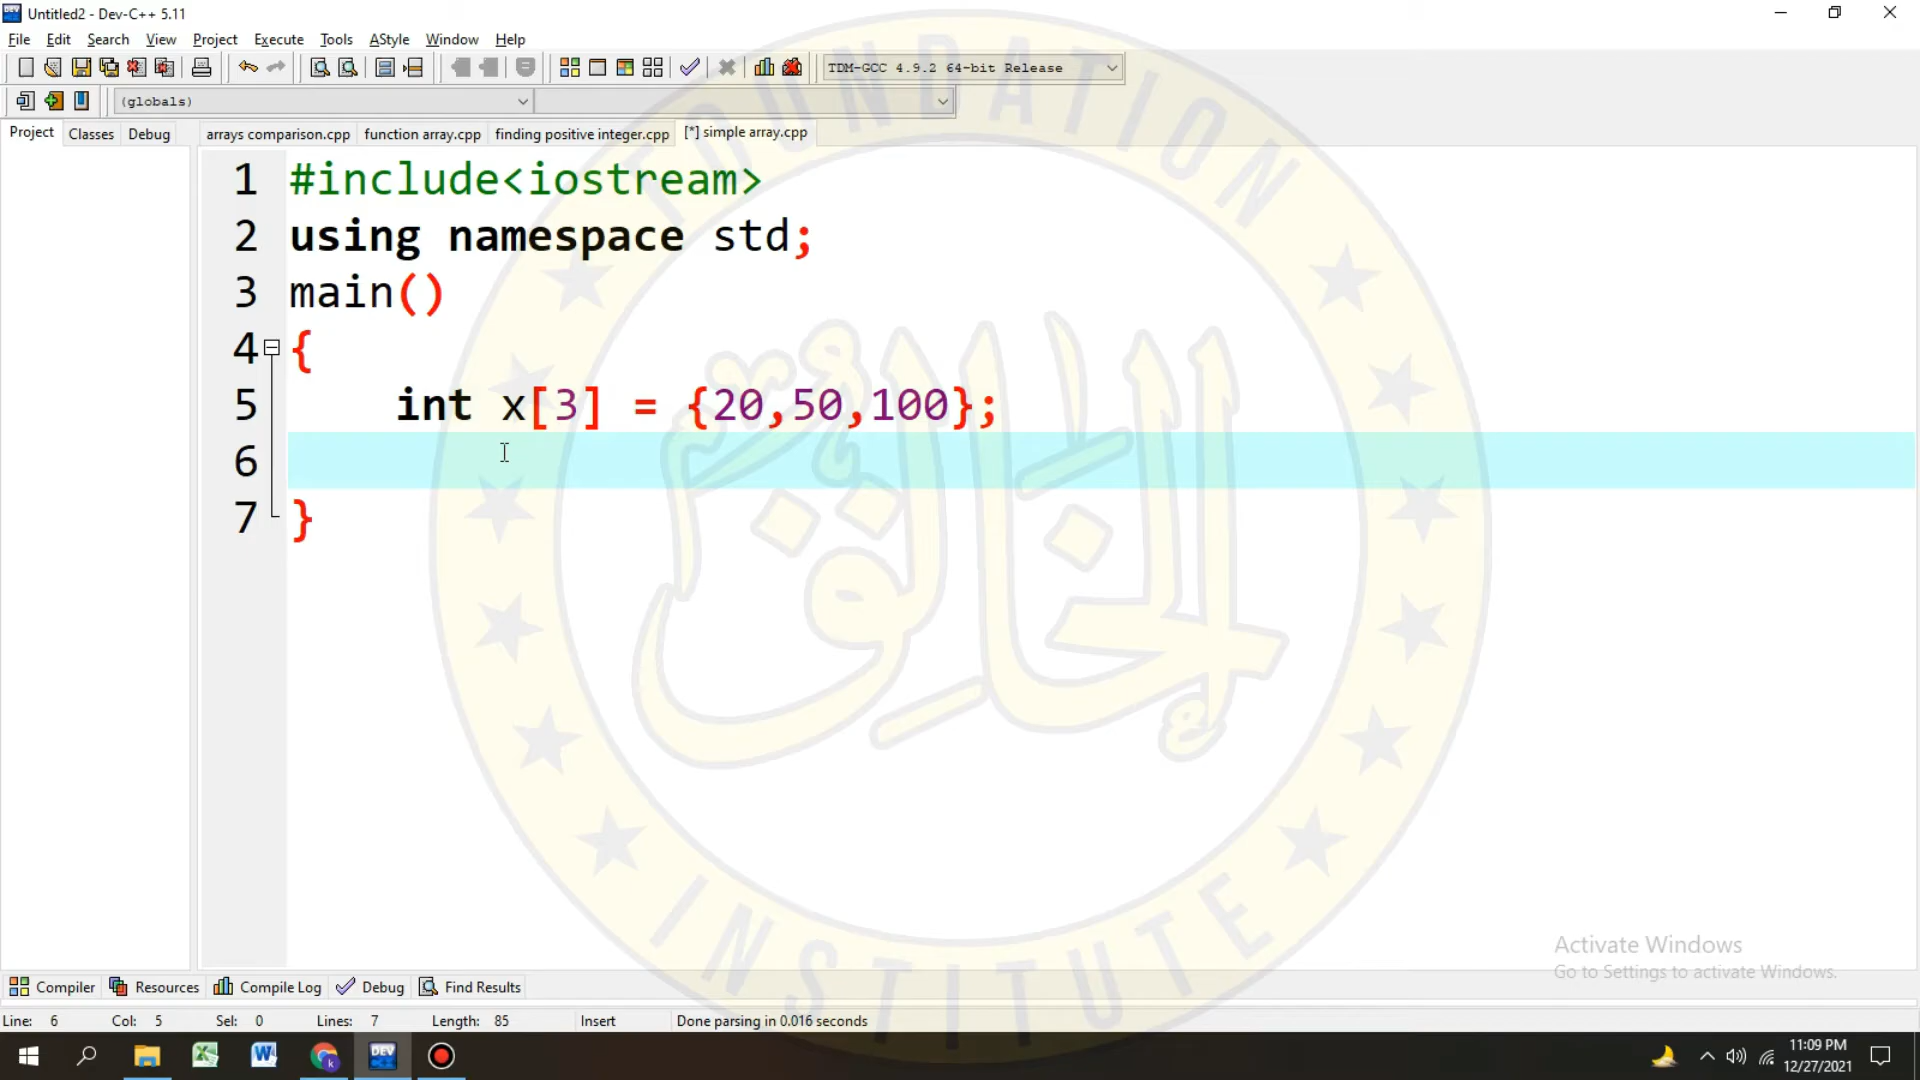 Untitled2 - Dev-C++ 5.11
File Edit Search View Project Execute Tools AStyle Window Help
TDM-GCC 4.9.2 64-bit Release
(globals)
Project Classes Debug arrays comparison.cpp function array.cpp finding positive integer.cpp [*] simple array.cpp
1 #include<iostream>
2 using namespace std;
3 main()
4 {
5 int x[3] = {20,50,100};
6
7 }
FOUNDATION
الخالق
INSTITUTE
Activate Windows
Go to Settings to activate Windows.
Compiler Resources Compile Log Debug Find Results
Line: 6 Col: 5 Sel: 0 Lines: 7 Length: 85 Insert Done parsing in 0.016 seconds
DEV
11:09 PM
12/27/2021